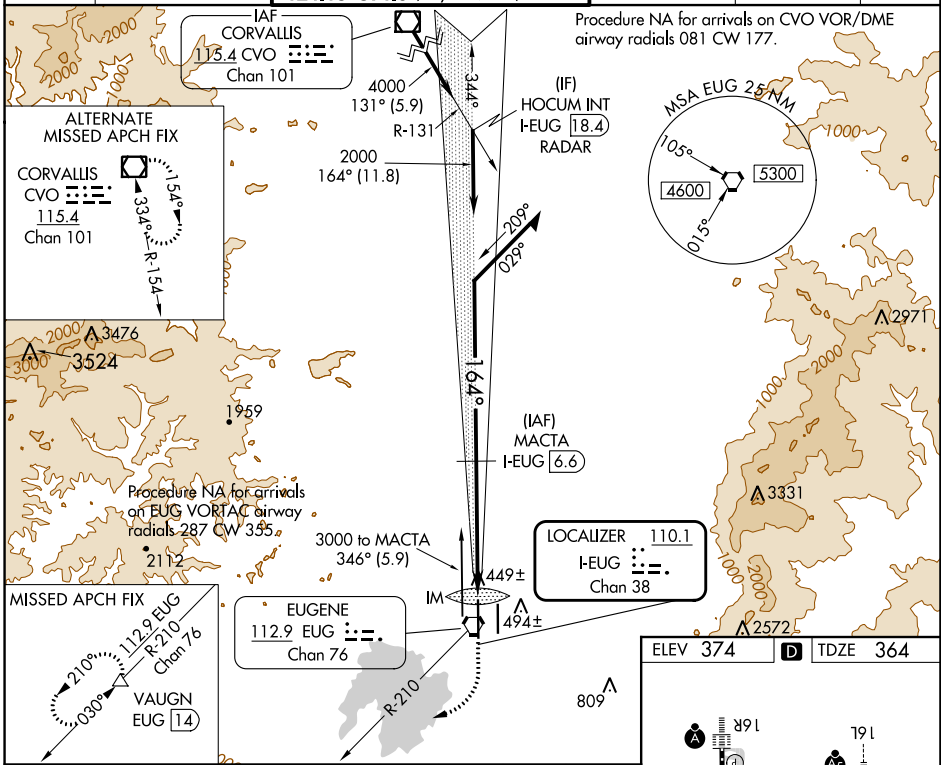 IAF
CORVALLIS
115.4 CVO
Chan 101
Procedure NA for arrivals on CVO VOR/DME
airway radials 081 CW 177.
2000
4000
131° (5.9)
R-131
344°
(IF)
HOCUM INT
I-EUG 18.4
RADAR
2000
164° (11.8)
MSA EUG 25 NM
105°
4600
5300
015°
1000
ALTERNATE
MISSED APCH FIX
CORVALLIS
CVO
115.4
Chan 101
154°
334°
R-154
209°
029°
2000
3476
3000
3524
2971
2000
1000
164°
1959
(IAF)
MACTA
I-EUG 6.6
Procedure NA for arrivals
on EUG VORTAC airway
radials 287 CW 355.
2112
3331
3000 to MACTA
346° (5.9)
LOCALIZER 110.1
I-EUG
Chan 38
449±
IM
494±
1000
2000
2572
EUGENE
112.9 EUG
Chan 76
R-210
809
MISSED APCH FIX
112.9 EUG
R-210
Chan 76
210°
030°
VAUGN
EUG 14
ELEV 374 D TDZE 364
A
16R
16L